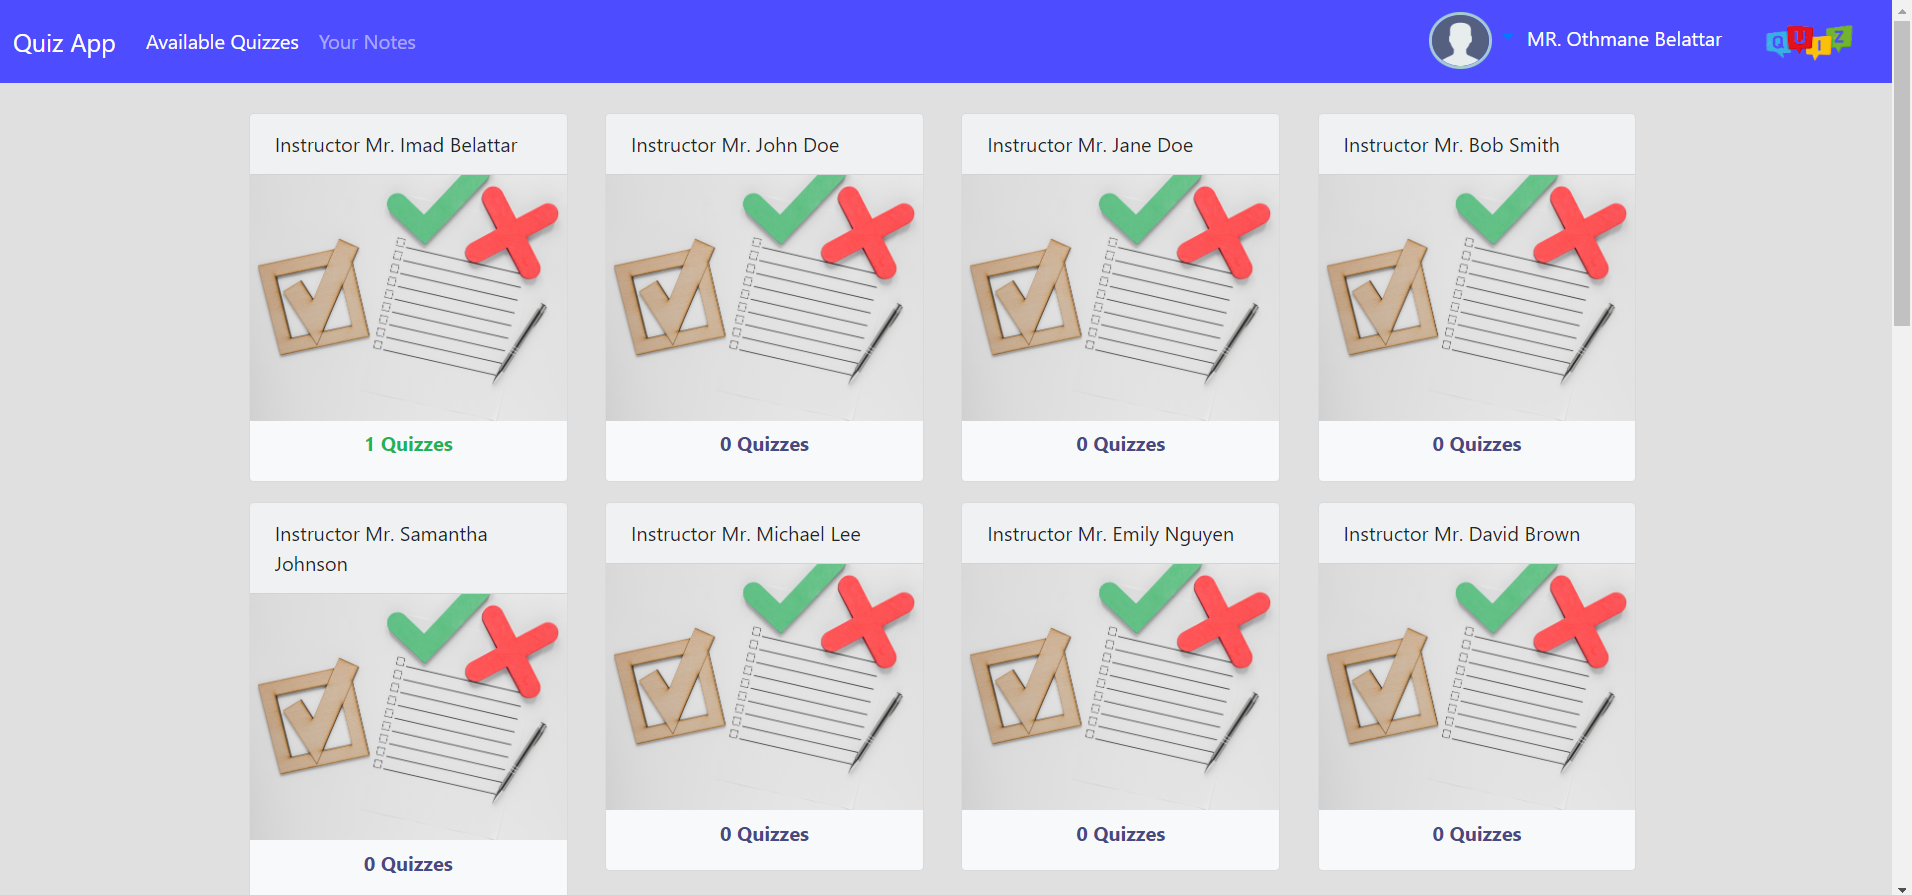 Quiz App
Available Quizzes
Your Notes
MR. Othmane Belattar
QUIZ
Instructor Mr. Imad Belattar
Instructor Mr. John Doe
Instructor Mr. Jane Doe
Instructor Mr. Bob Smith
1 Quizzes
0 Quizzes
0 Quizzes
0 Quizzes
Instructor Mr. Samantha
Johnson
Instructor Mr. Michael Lee
Instructor Mr. Emily Nguyen
Instructor Mr. David Brown
0 Quizzes
0 Quizzes
0 Quizzes
0 Quizzes